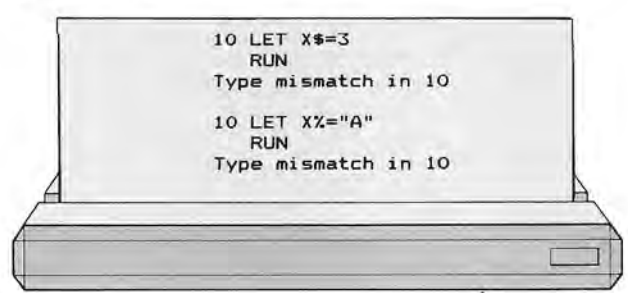 10 LET X$=3
RUN
Type mismatch in 10
10 LET X%="A"
RUN
Type mismatch in 10